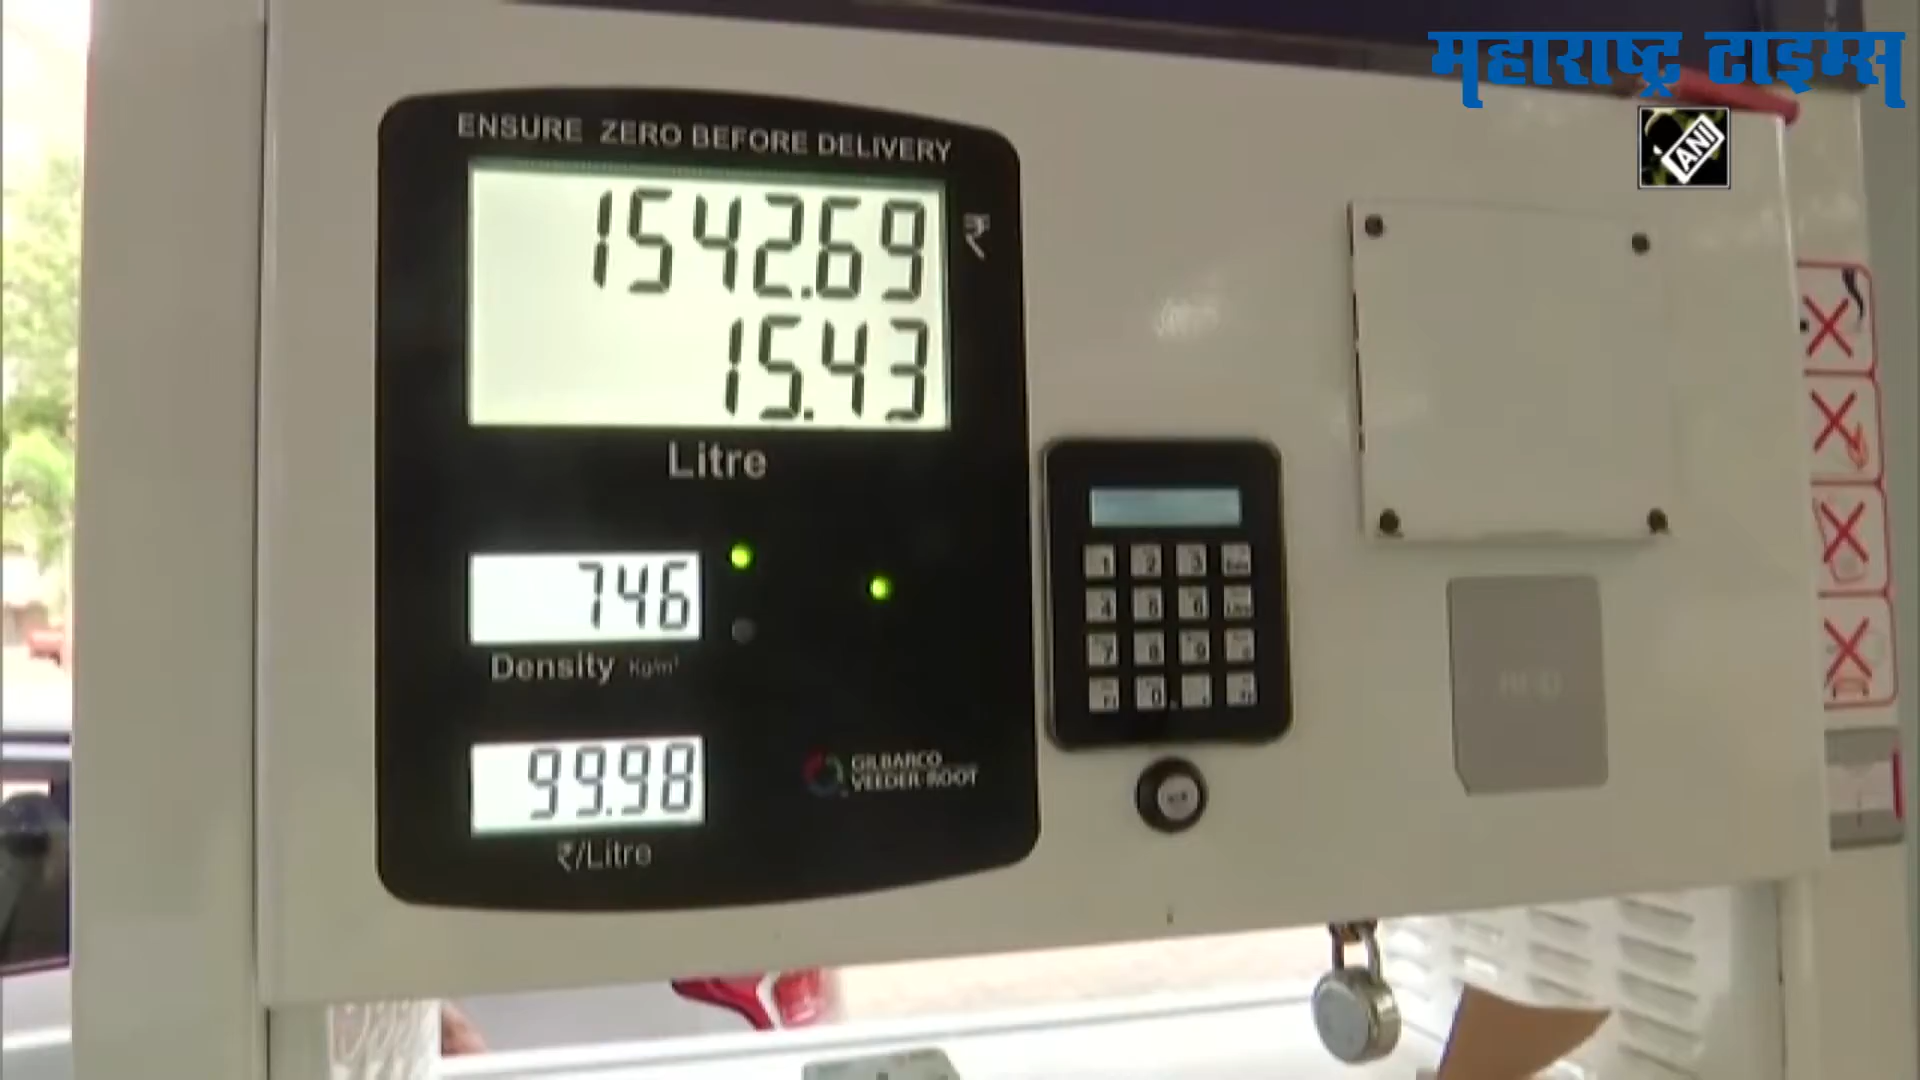 महाराष्ट्र टाइम्स
ANI
ENSURE ZERO BEFORE DELIVERY
1542.69 ₹
15.43
Litre
746
Density Kg/m³
99.98
₹/Litre
GILBARCO
VEEDER-ROOT
1 2 3
4 5 6
7 8 9
0